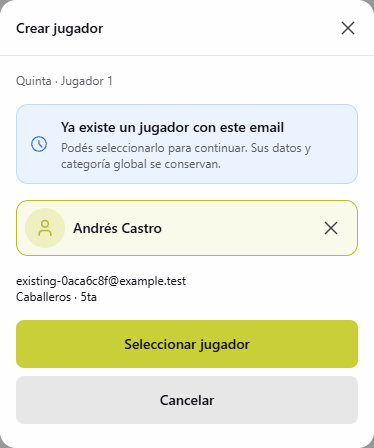 Crear jugador
Quinta · Jugador 1
Ya existe un jugador con este email
Podés seleccionarlo para continuar. Sus datos y
categoría global se conservan.
Andrés Castro
existing-0aca6c8f@example.test
Caballeros · 5ta
Seleccionar jugador
Cancelar